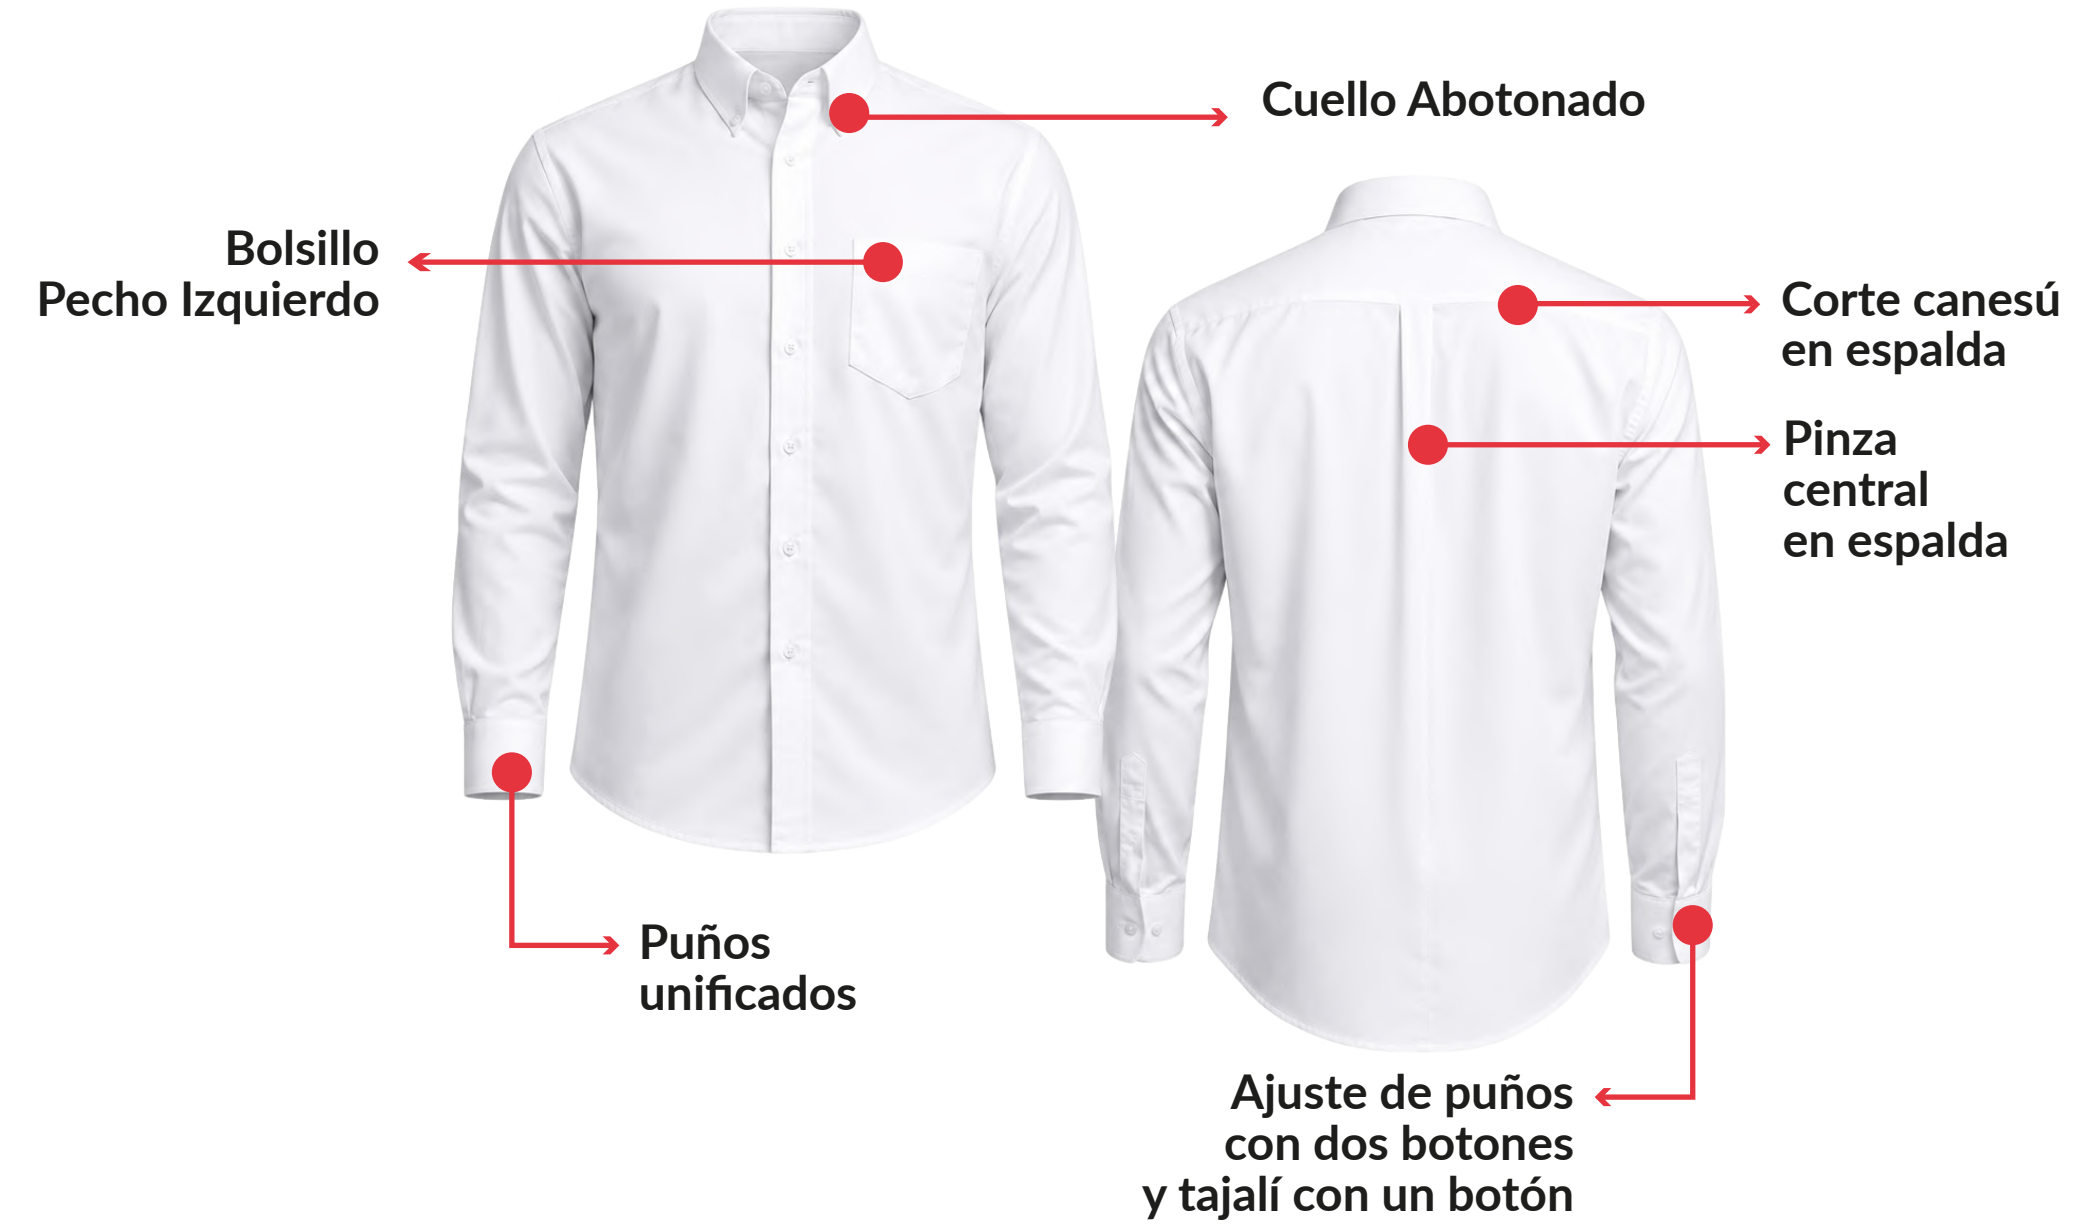 Cuello Abotonado
Bolsillo
Pecho Izquierdo
Corte canesú
en espalda
Pinza
central
en espalda
Puños
unificados
Ajuste de puños
con dos botones
y tajalí con un botón